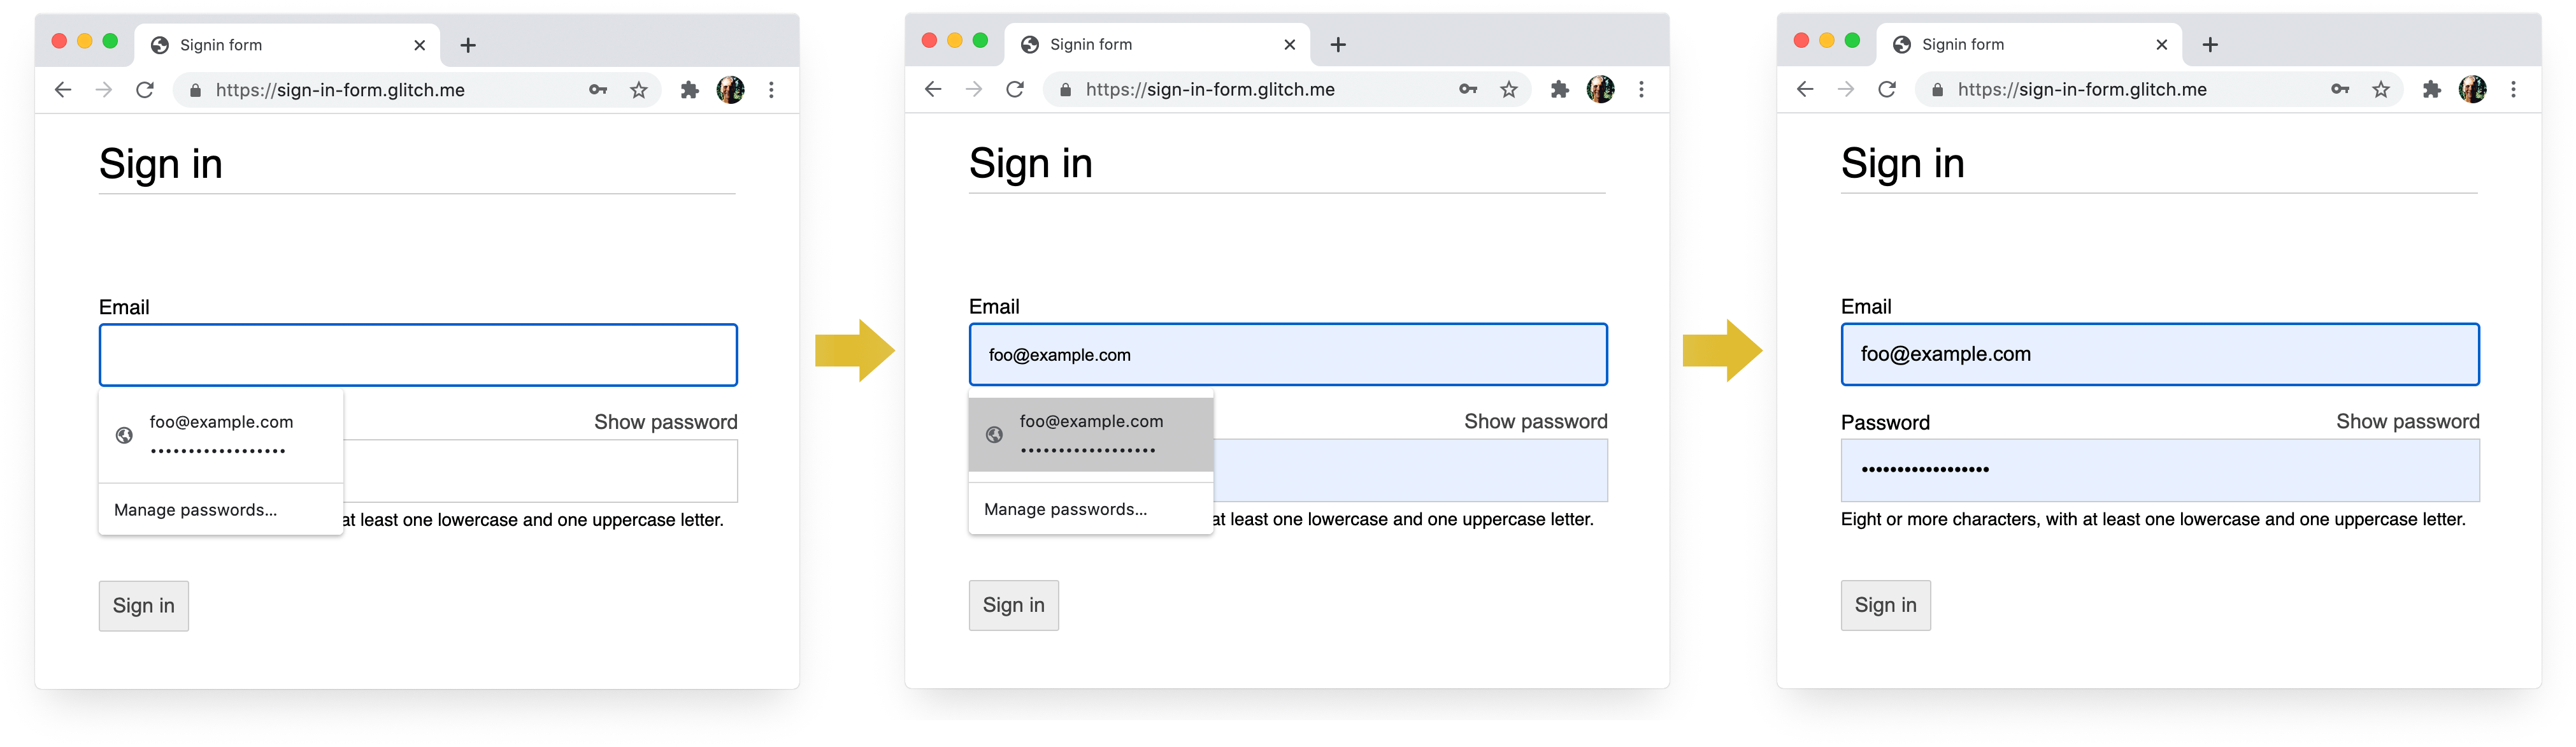 Signin form
https://sign-in-form.glitch.me
Sign in
Email
foo@example.com
••••••••••••••••••
Show password
Manage passwords...
at least one lowercase and one uppercase letter.
Sign in
Signin form
https://sign-in-form.glitch.me
Sign in
Email
foo@example.com
foo@example.com
••••••••••••••••••
Show password
Manage passwords...
at least one lowercase and one uppercase letter.
Sign in
Signin form
https://sign-in-form.glitch.me
Sign in
Email
foo@example.com
Password Show password
••••••••••••••••••
Eight or more characters, with at least one lowercase and one uppercase letter.
Sign in